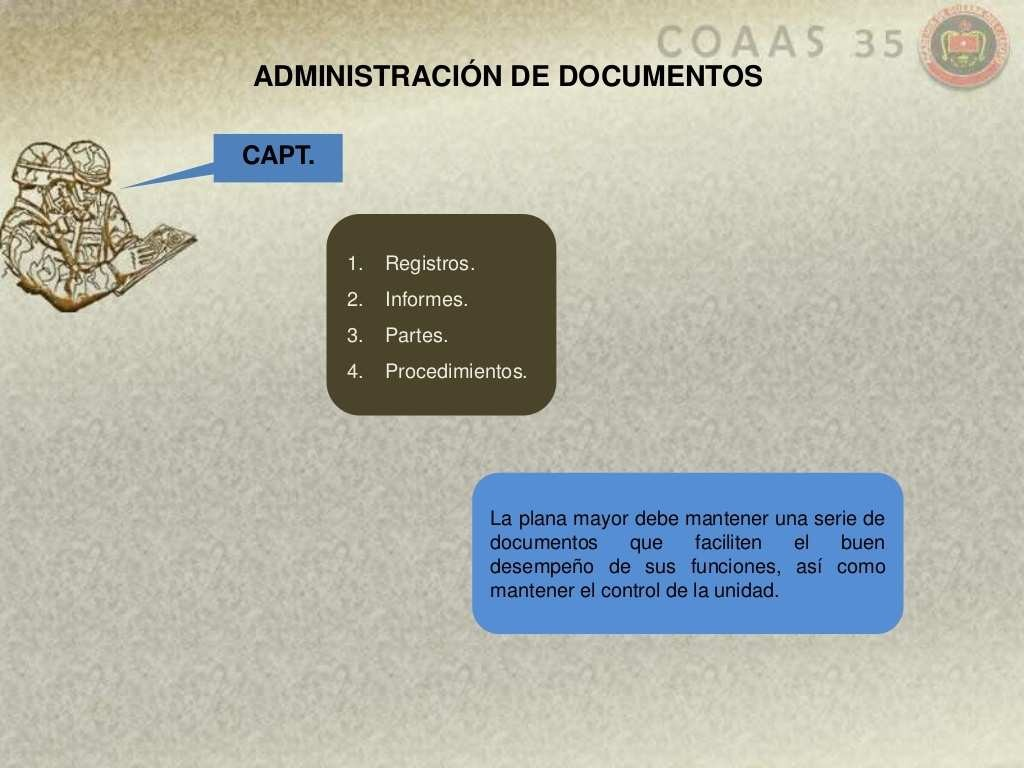 COAAS 35
ADMINISTRACIÓN DE DOCUMENTOS
CAPT.
1. Registros.
2. Informes.
3. Partes.
4. Procedimientos.
La plana mayor debe mantener una serie de
documentos que faciliten el buen
desempeño de sus funciones, así como
mantener el control de la unidad.